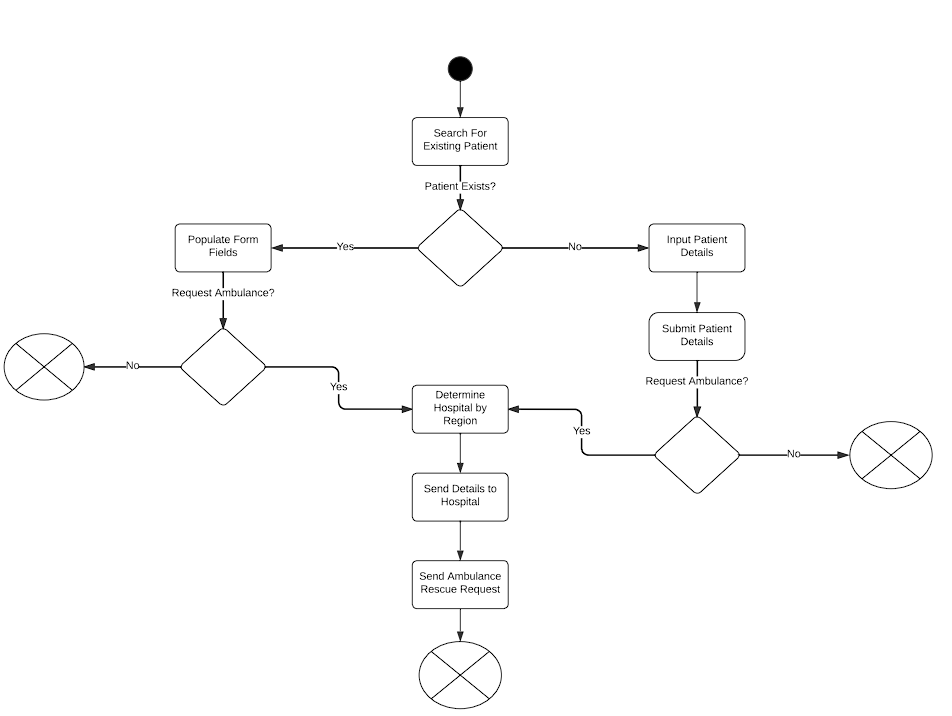 Search For
Existing Patient
Patient Exists?
Populate Form
Fields
Yes
No
Input Patient
Details
Request Ambulance?
Submit Patient
Details
No
Yes
Determine
Hospital by
Region
Request Ambulance?
Yes
No
Send Details to
Hospital
Send Ambulance
Rescue Request